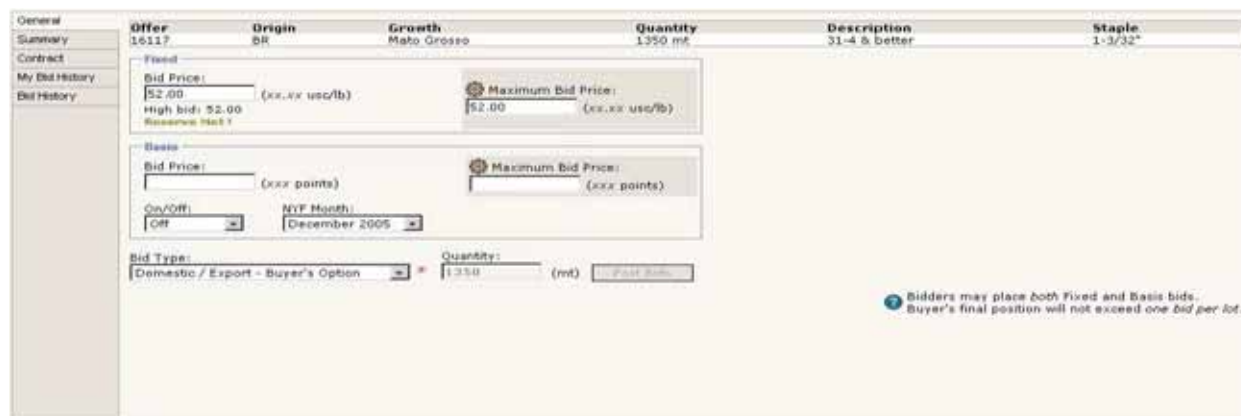 General
Summary
Contract
My Bid History
Bid History
Offer Origin Growth Quantity Description Staple
16117 BR Mato Grosso 1350 mt 31-4 & better 1-3/32"
Fixed
Bid Price: Maximum Bid Price:
52.00 (xx.xx usc/lb) 52.00 (xx.xx usc/lb)
High bid: 52.00
Reserve Met!
Basis
Bid Price: Maximum Bid Price:
(xxx points) (xxx points)
On/Off: NYF Month:
Off December 2005
Bid Type: Quantity:
Domestic / Export - Buyer's Option * 1350 (mt) Post Bids
? Bidders may place both Fixed and Basis bids.
Buyer's final position will not exceed one bid per lot.